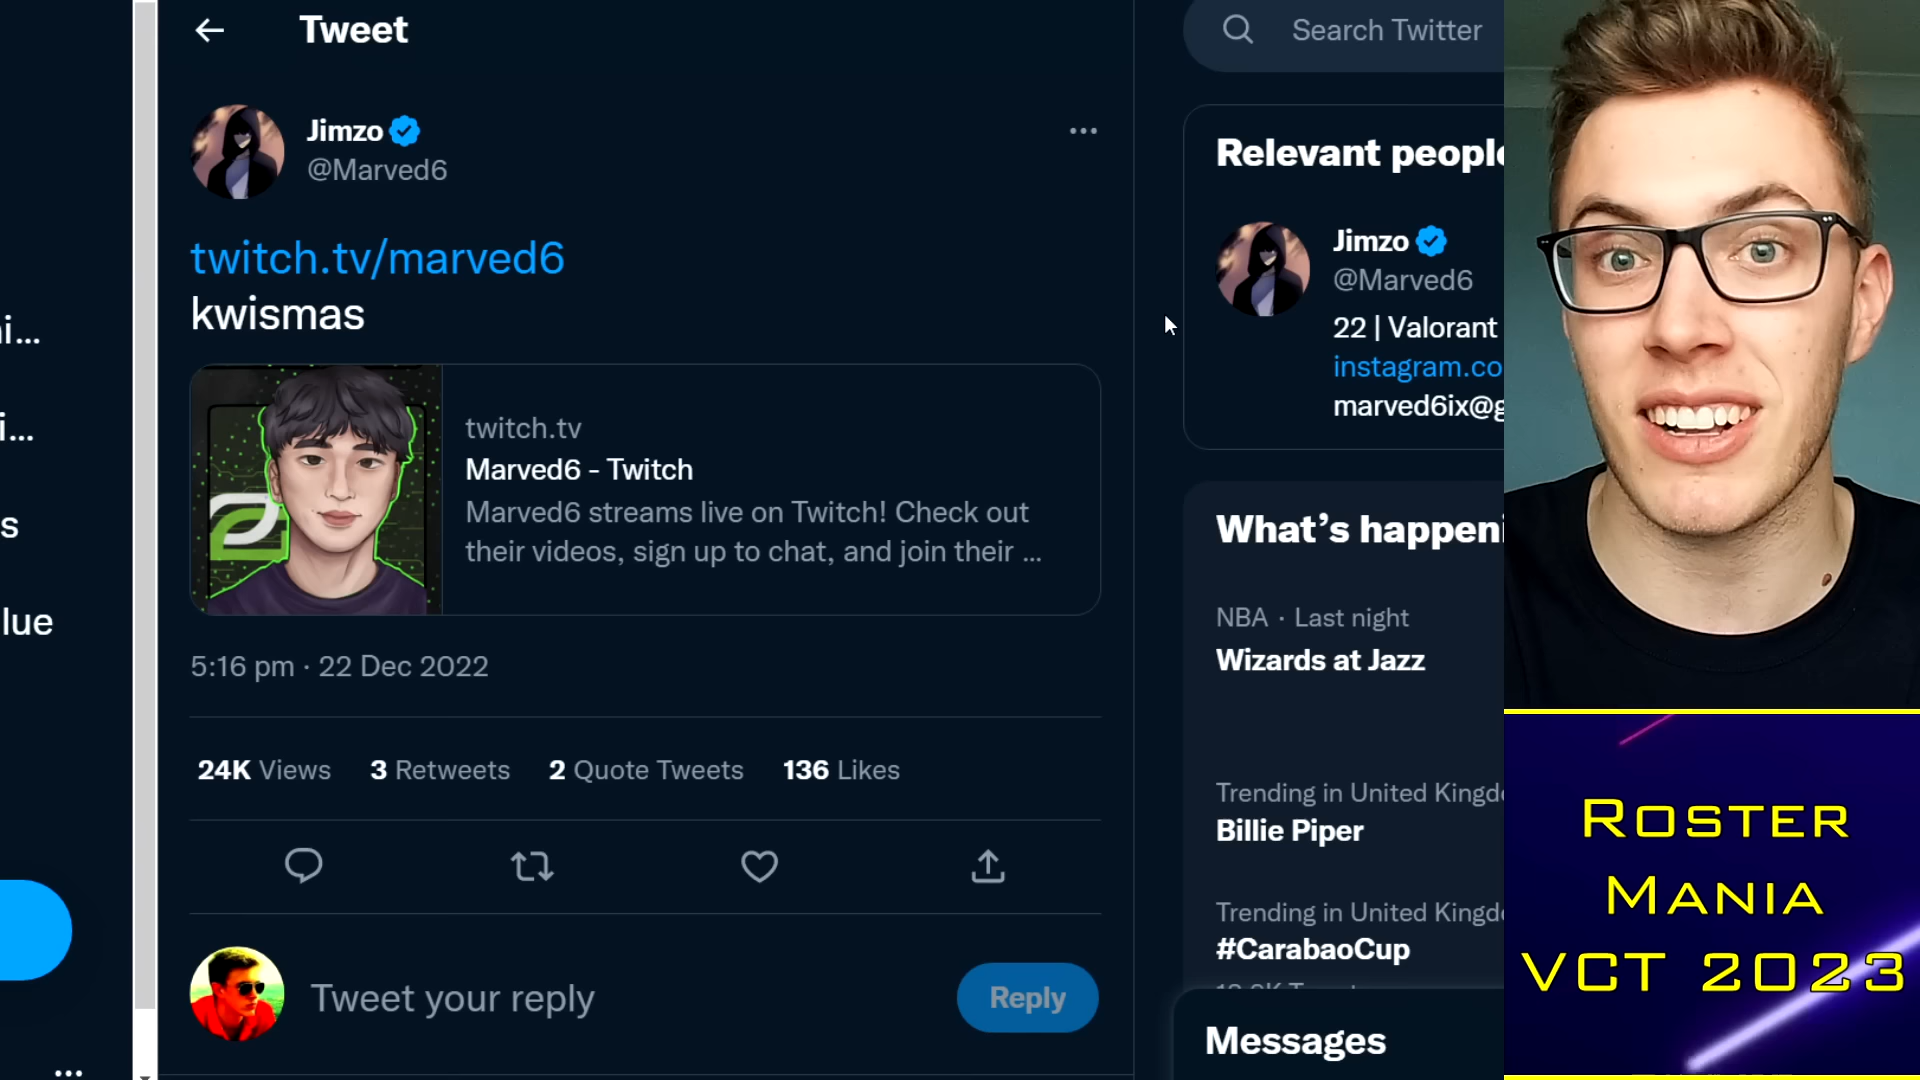 Tweet
Jimzo
@Marved6
twitch.tv/marved6
kwismas
twitch.tv
Marved6 - Twitch
Marved6 streams live on Twitch! Check out
their videos, sign up to chat, and join their ...
5:16 pm · 22 Dec 2022
24K Views 3 Retweets 2 Quote Tweets 136 Likes
Tweet your reply
Reply
Search Twitter
Relevant people
Jimzo
@Marved6
22 | Valorant
instagram.co
marved6ix@g
What's happeni
NBA · Last night
Wizards at Jazz
Trending in United Kingdo
Billie Piper
Trending in United Kingdo
#CarabaoCup
Messages
i...
i...
s
lue
...
ROSTER
MANIA
VCT 2023